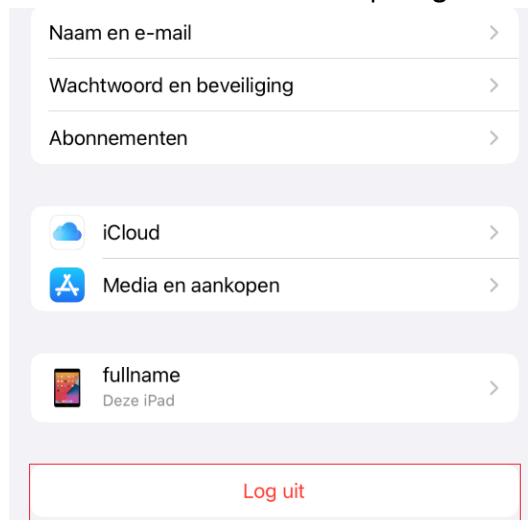 Naam en e-mail
Wachtwoord en beveiliging
Abonnementen
iCloud
Media en aankopen
fullname
Deze iPad
Log uit